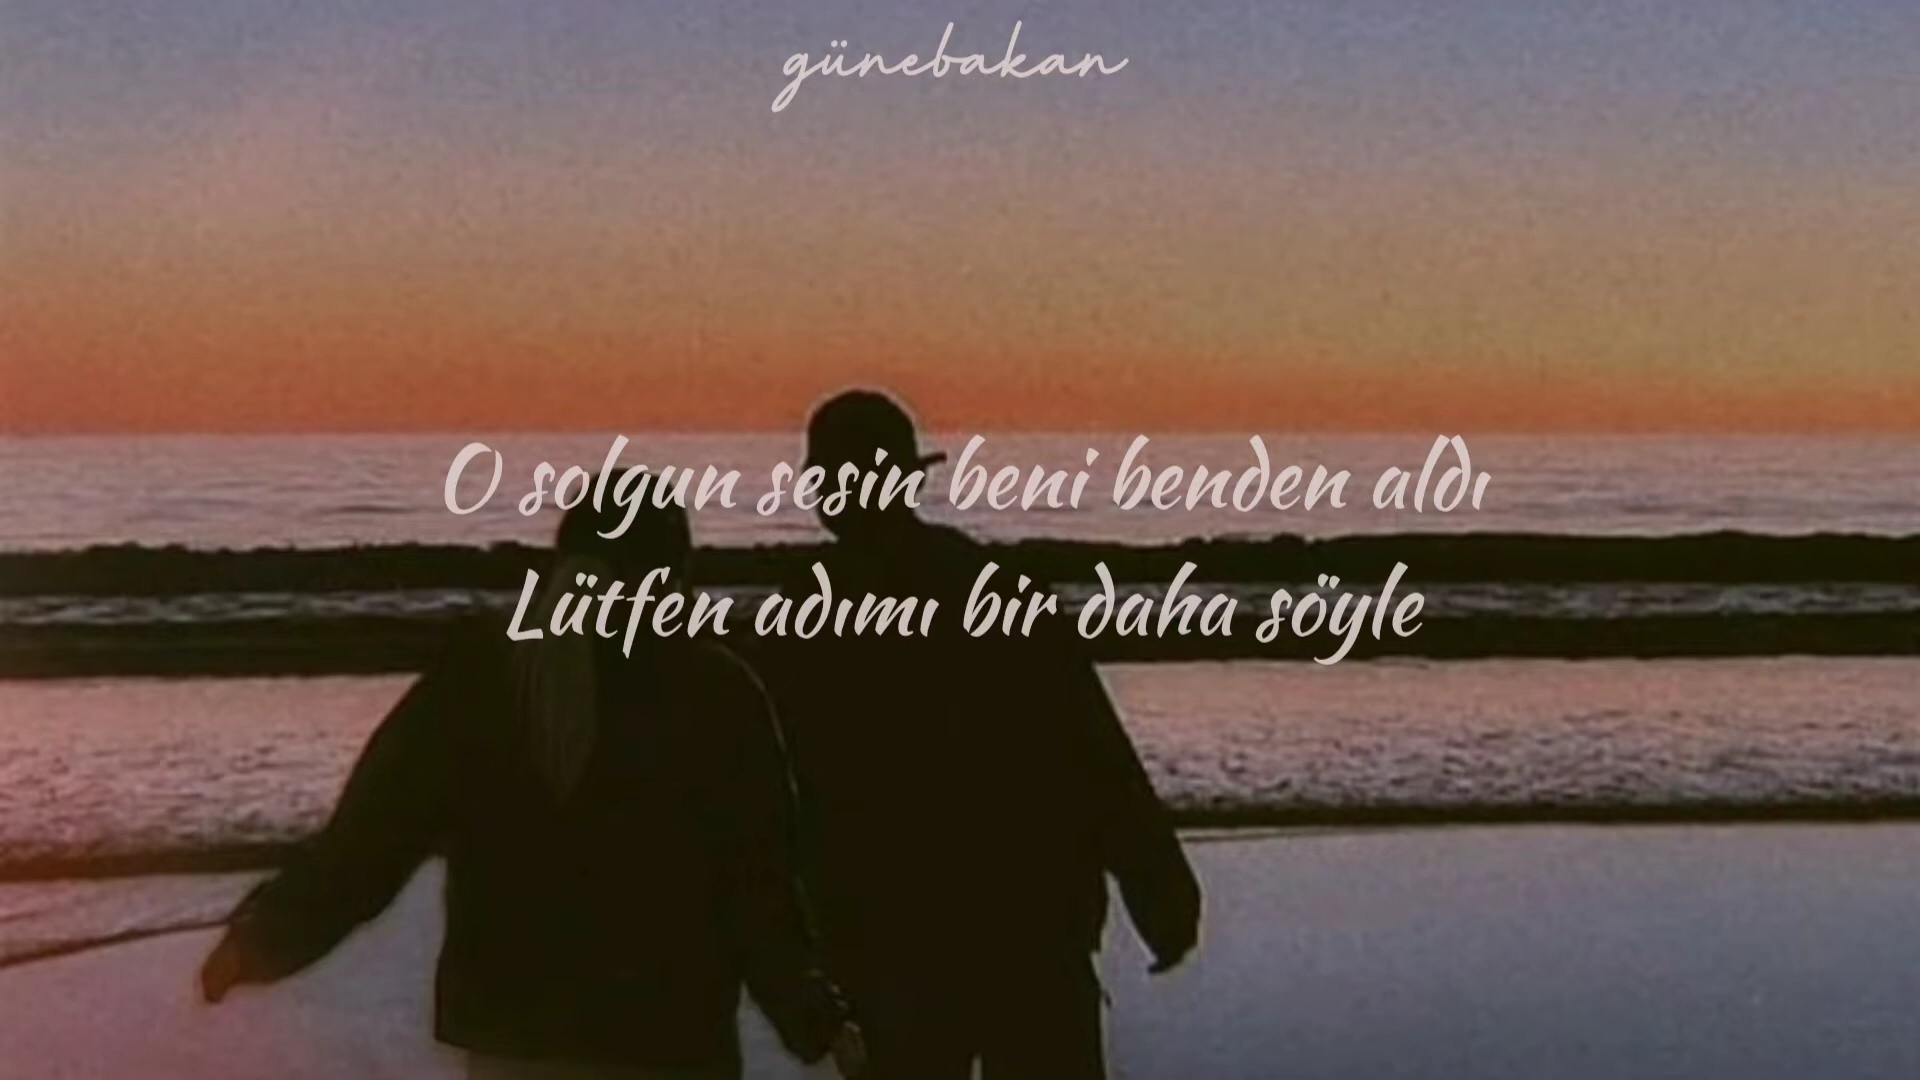 günebakan
O solgun sesin beni benden aldı
Lütfen adımı bir daha söyle